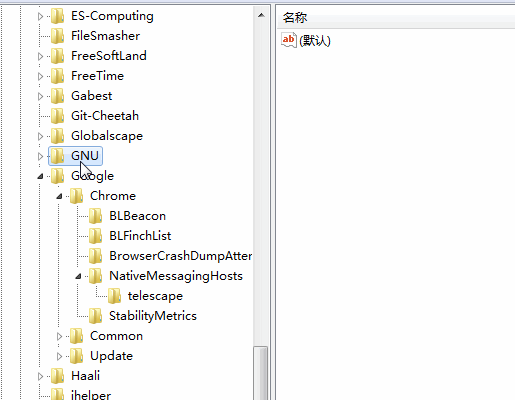 ES-Computing
FileSmasher
FreeSoftLand
FreeTime
Gabest
Git-Cheetah
Globalscape
GNU
Google
Chrome
BLBeacon
BLFinchList
BrowserCrashDumpAtter
NativeMessagingHosts
telescape
StabilityMetrics
Common
Update
Haali
ihelper
名称
ab (默认)